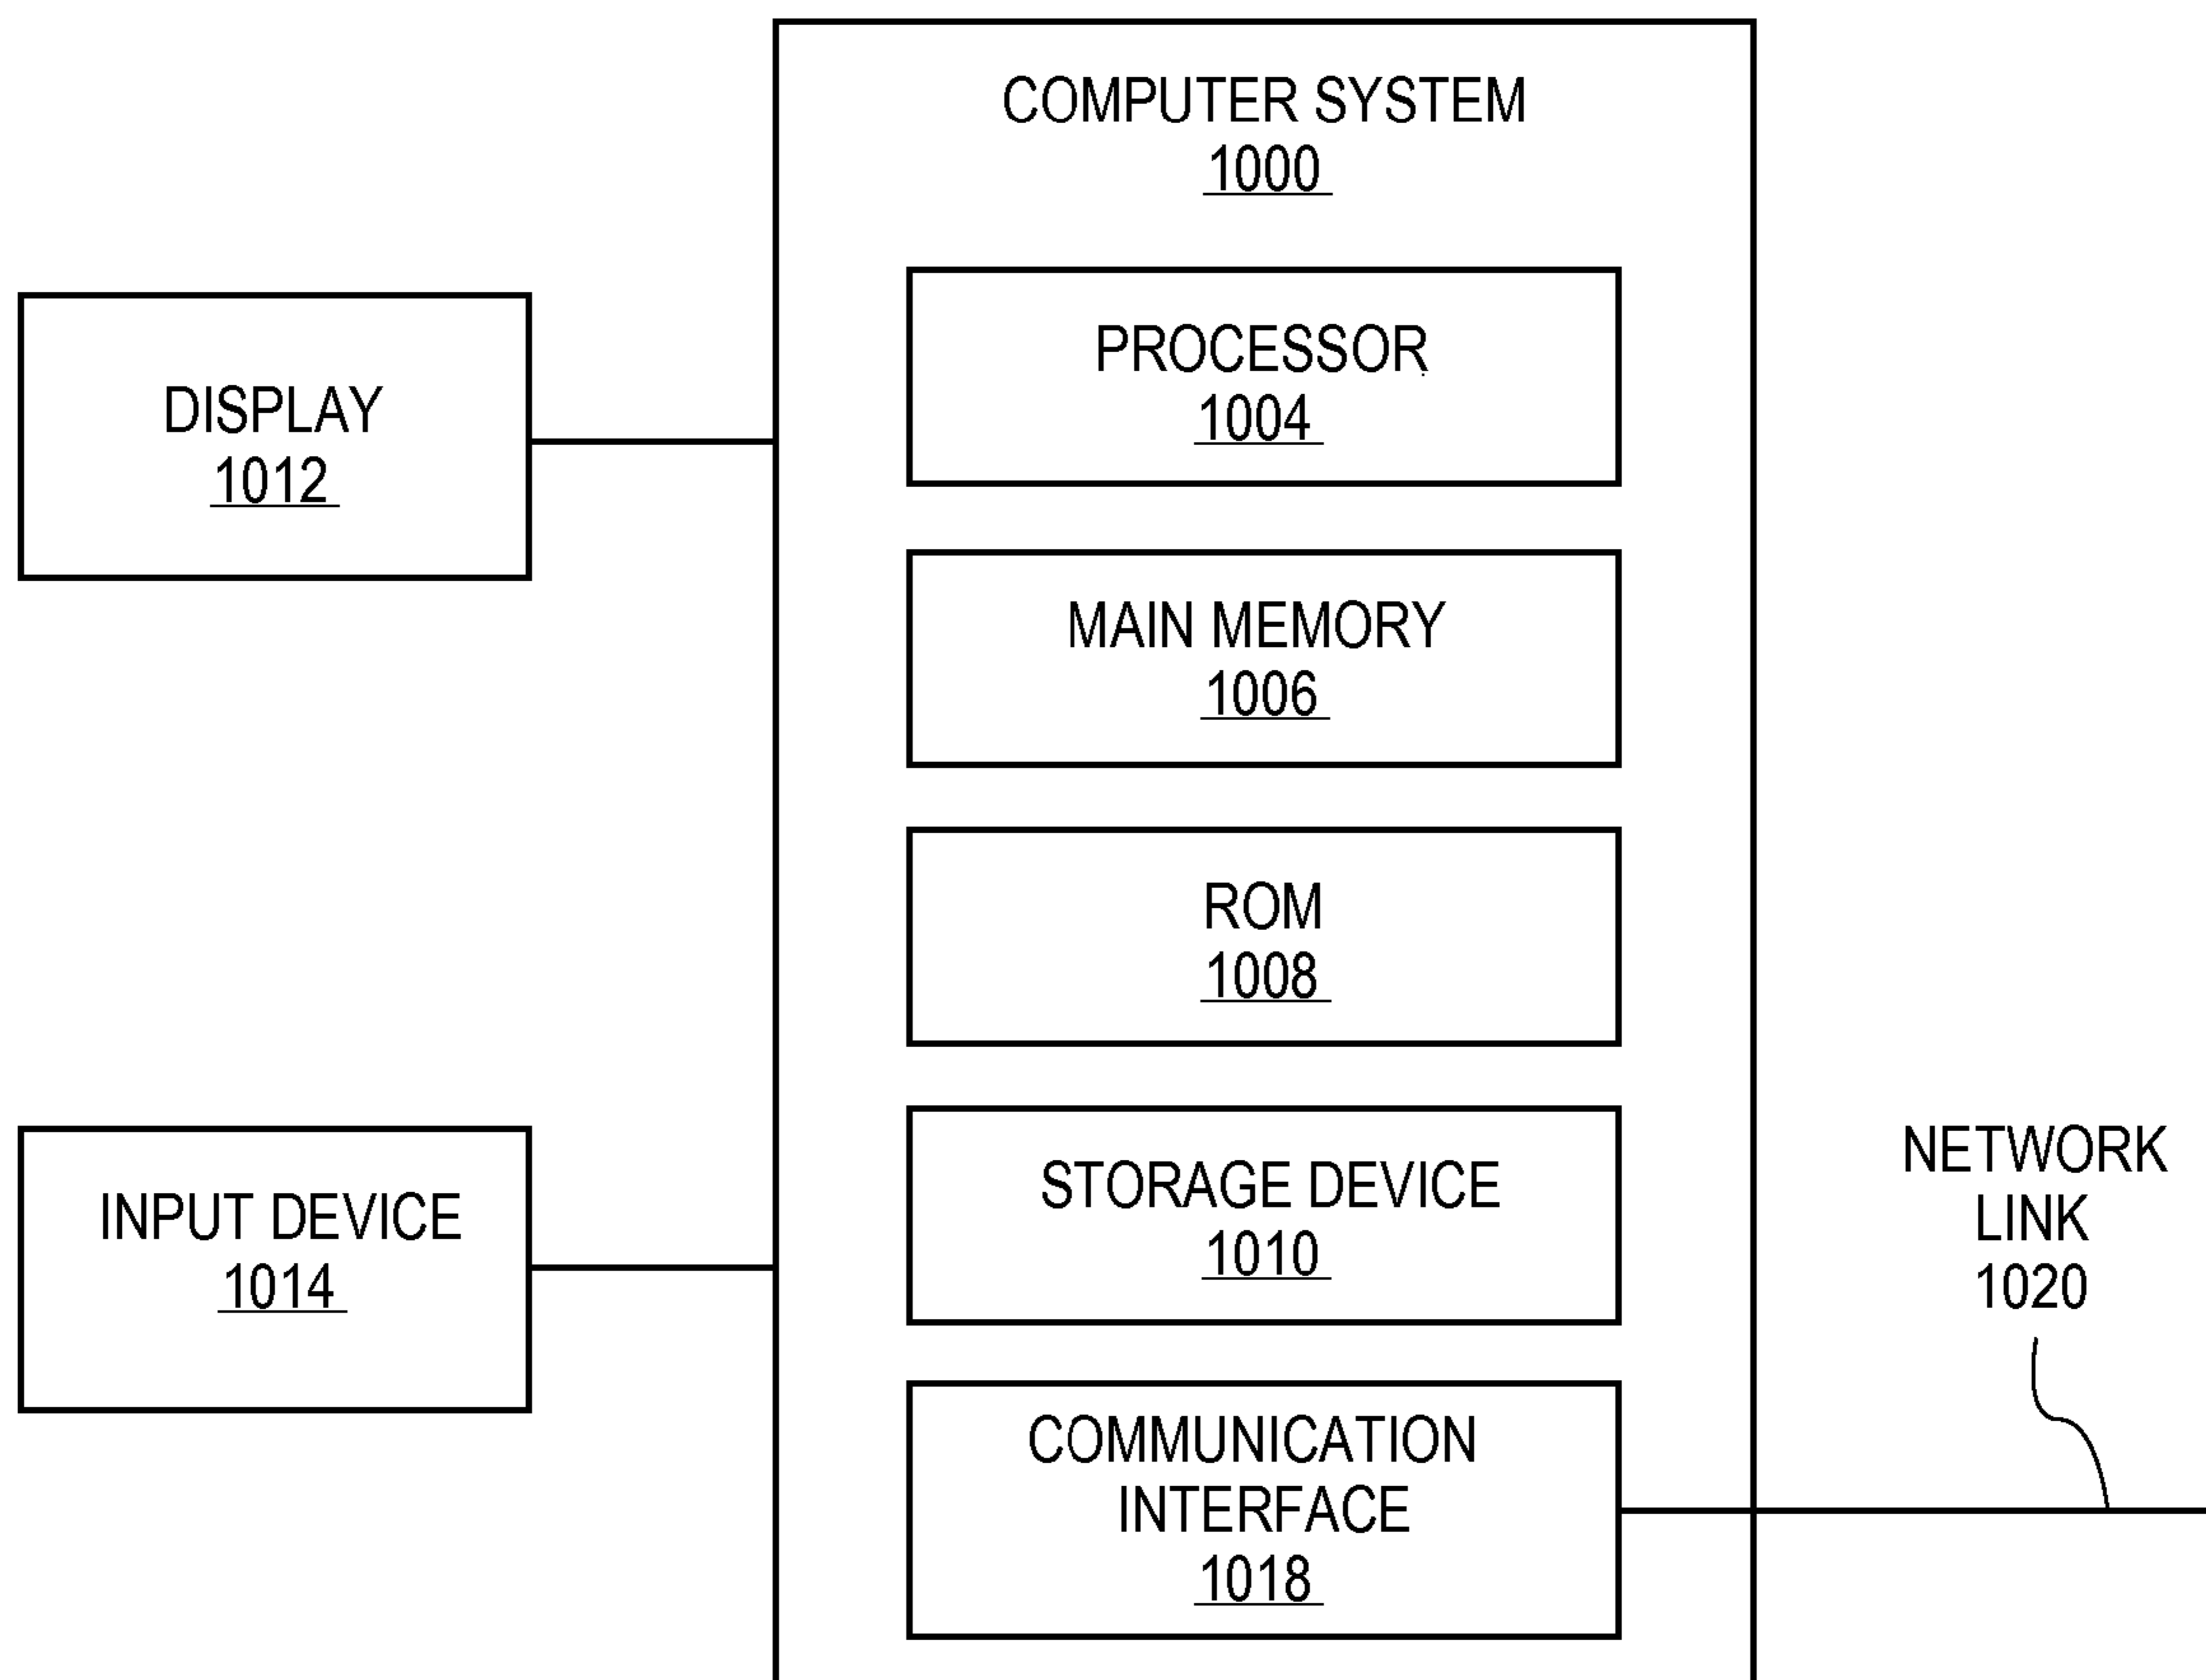 COMPUTER SYSTEM
1000
PROCESSOR
1004
DISPLAY
1012
MAIN MEMORY
1006
ROM
1008
STORAGE DEVICE
1010
INPUT DEVICE
1014
NETWORK
LINK
1020
COMMUNICATION
INTERFACE
1018